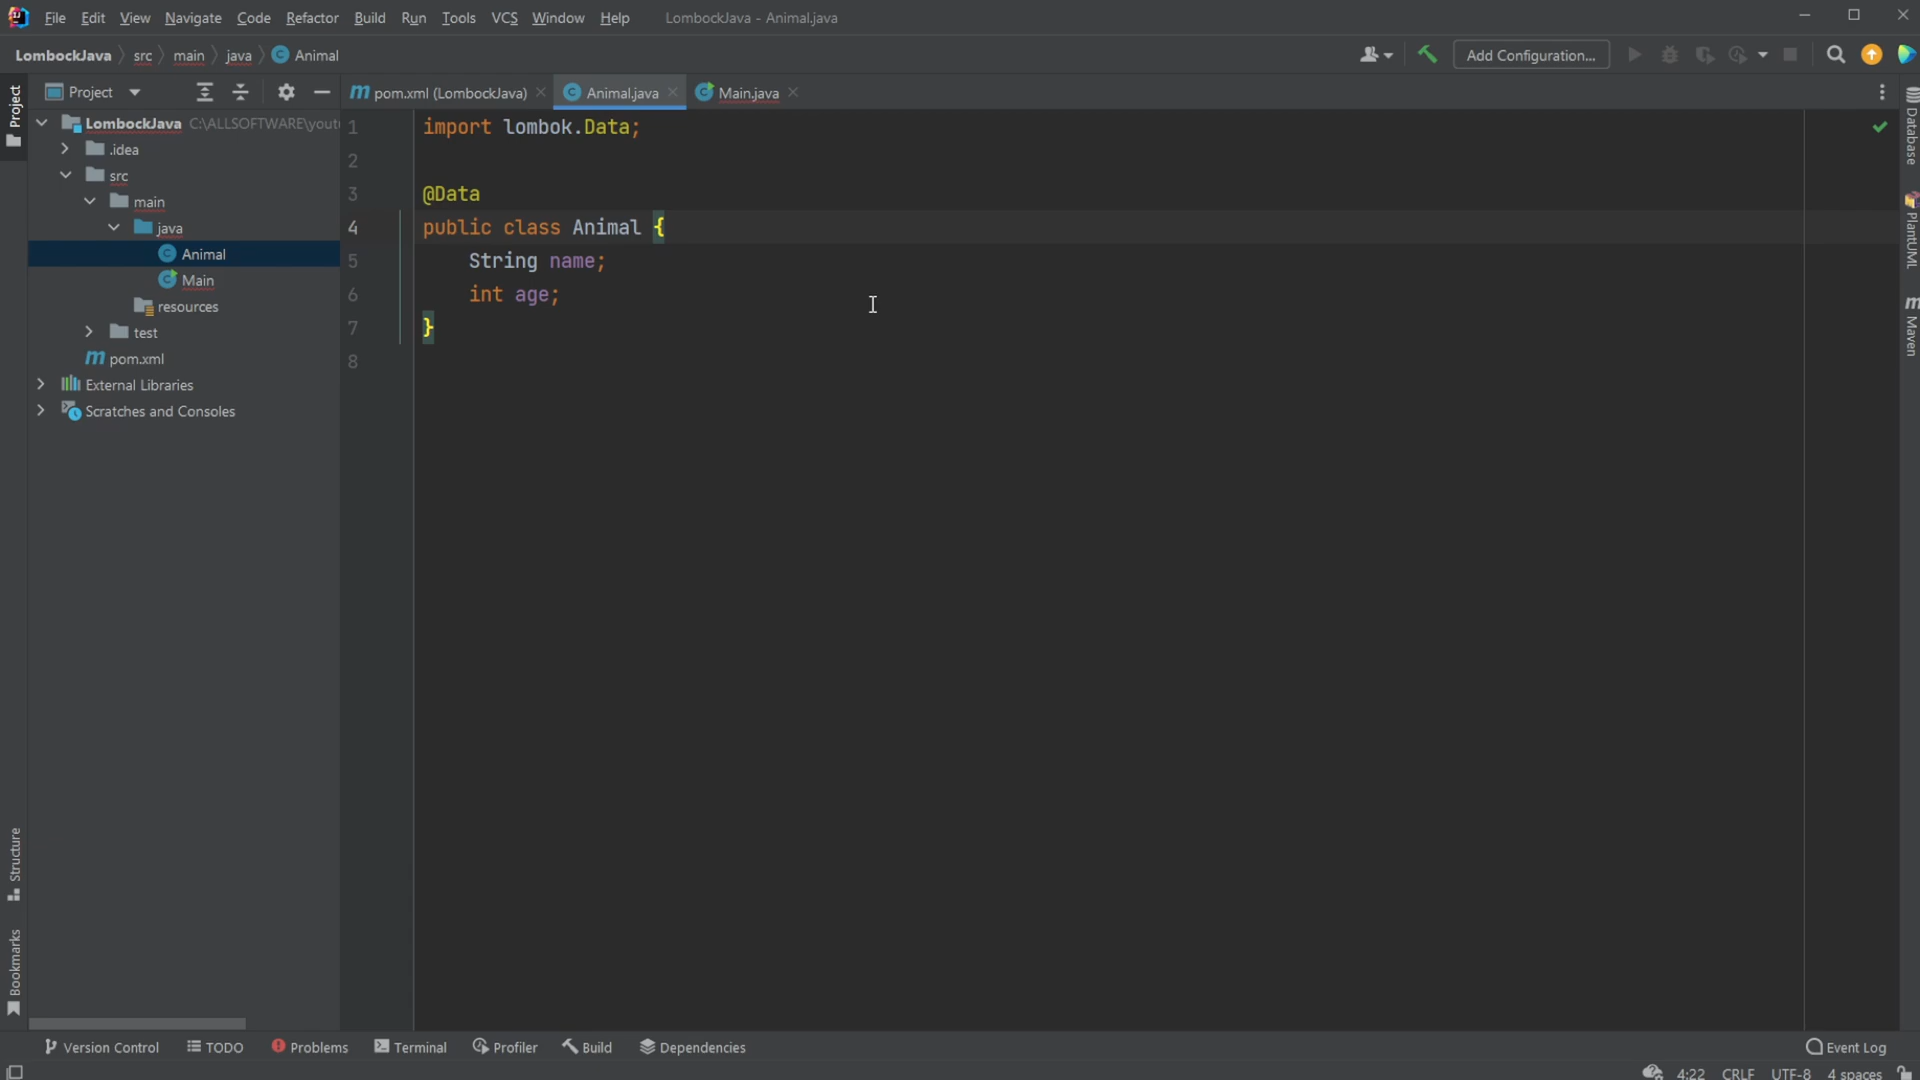 File Edit View Navigate Code Refactor Build Run Tools VCS Window Help LombockJava - Animal.java
LombockJava src main java Animal
Add Configuration...
Project
pom.xml (LombockJava) Animal.java Main.java
LombockJava C:\ALLSOFTWARE\yout
.idea
src
main
java
Animal
Main
resources
test
pom.xml
External Libraries
Scratches and Consoles
1 import lombok.Data;
2
3 @Data
4 public class Animal {
5 String name;
6 int age;
7 }
8
Project
Structure
Bookmarks
Database
PlantUML
Maven
Version Control TODO Problems Terminal Profiler Build Dependencies Event Log
4:22 CRLF UTF-8 4 spaces